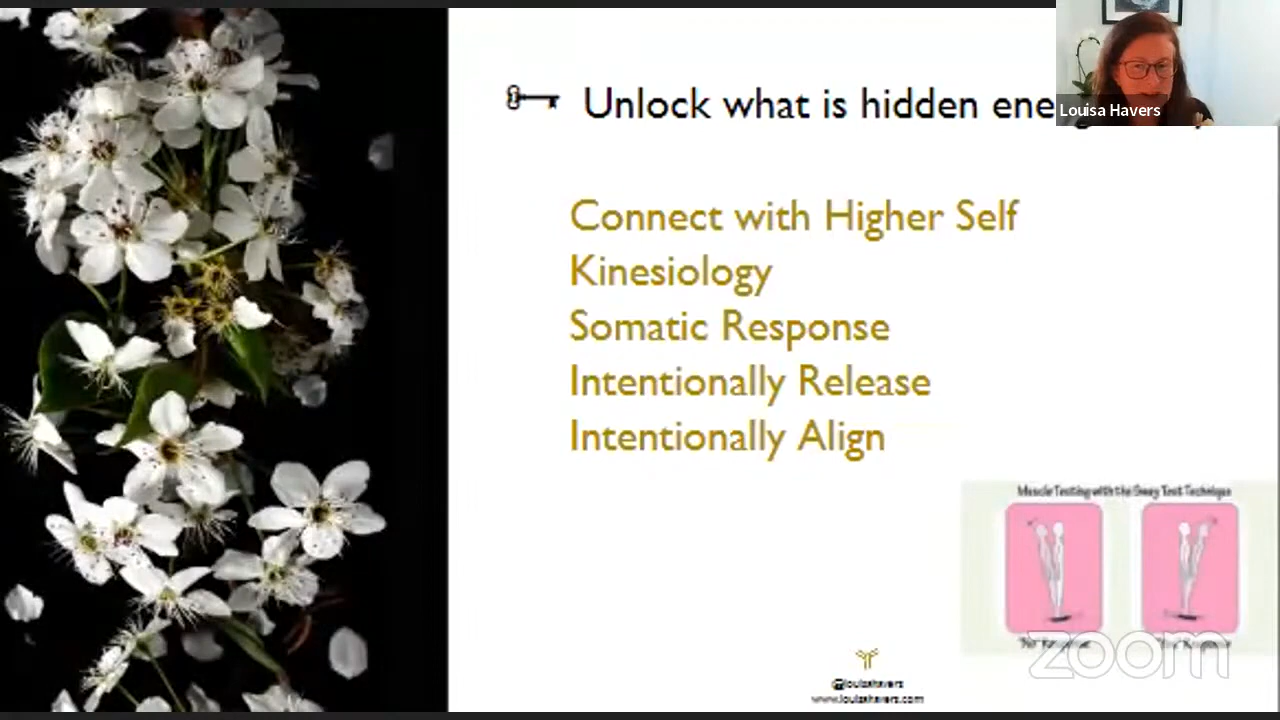 Unlock what is hidden
Louisa Havers
Connect with Higher Self
Kinesiology
Somatic Response
Intentionally Release
Intentionally Align
Muscle Testing with the Sway Test Technique
zoom
@louisahavers
www.louisahavers.com